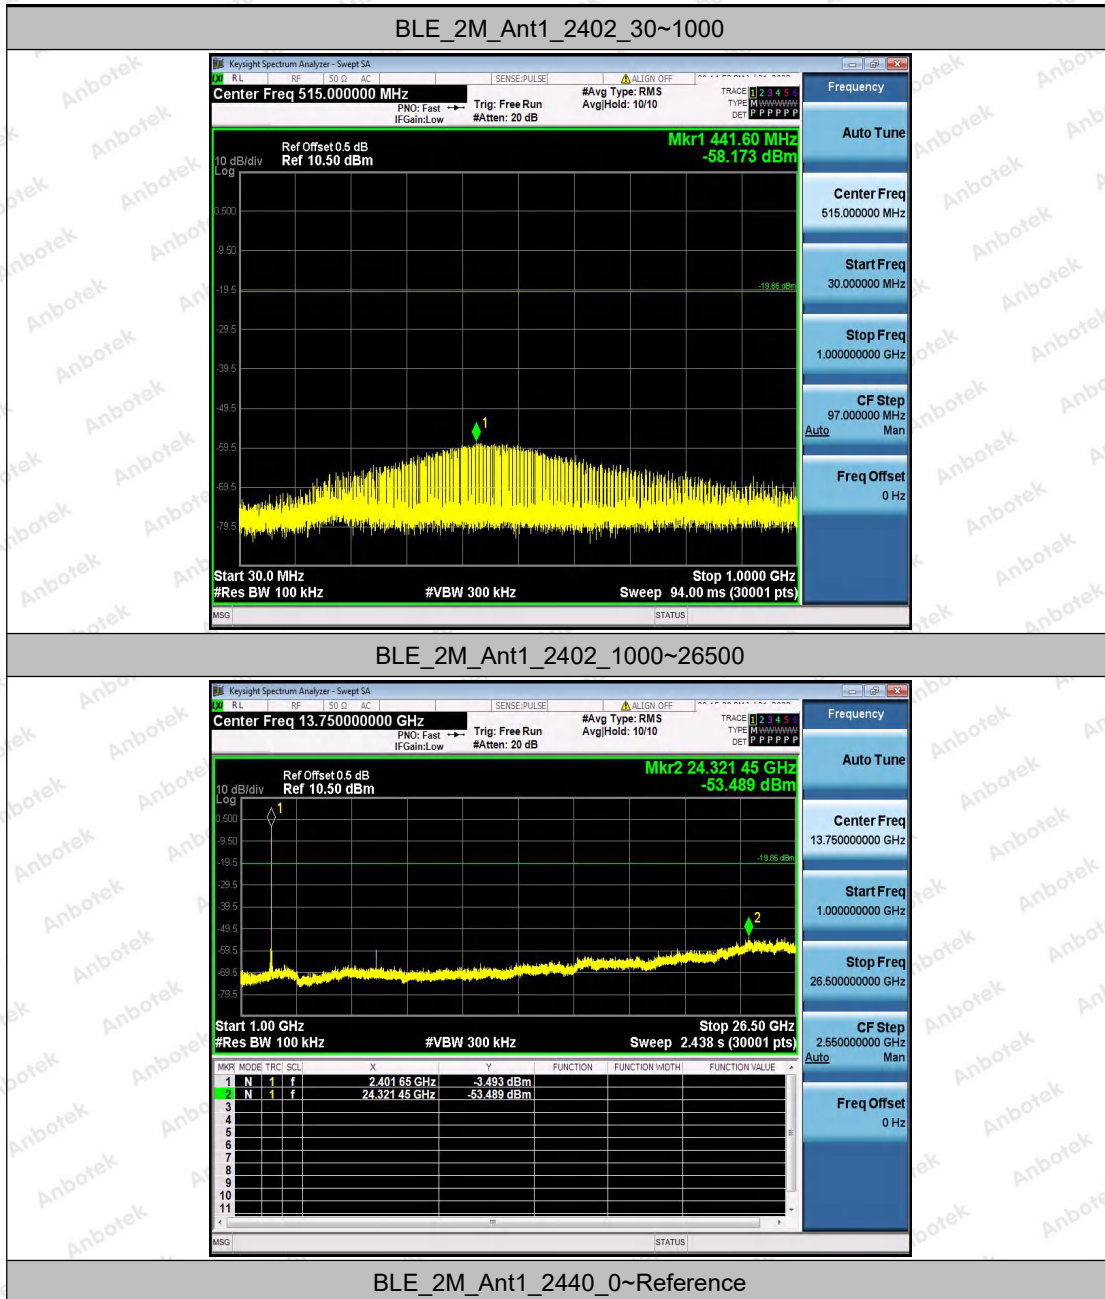 BLE_2M_Ant1_2402_30~1000
Keysight Spectrum Analyzer - Swept SA
RL RF 50 Ω AC SENSE:PULSE ALIGN OFF
Center Freq 515.000000 MHz
PNO: Fast
IFGain:Low
Trig: Free Run
#Atten: 20 dB
#Avg Type: RMS
Avg|Hold: 10/10
TRACE 1 2 3 4 5 6
TYPE M W W W W W
DET P P P P P P
Mkr1 441.60 MHz
-58.173 dBm
Ref Offset 0.5 dB
10 dB/div Ref 10.50 dBm
Log
0.500
-9.50
-19.5
-19.86 dBm
-29.5
-39.5
-49.5
1
-59.5
-69.5
-79.5
Start 30.0 MHz Stop 1.0000 GHz
#Res BW 100 kHz #VBW 300 kHz Sweep 94.00 ms (30001 pts)
MSG STATUS
Frequency
Auto Tune
Center Freq
515.000000 MHz
Start Freq
30.000000 MHz
Stop Freq
1.000000000 GHz
CF Step
97.000000 MHz
Auto Man
Freq Offset
0 Hz
BLE_2M_Ant1_2402_1000~26500
Keysight Spectrum Analyzer - Swept SA
RL RF 50 Ω AC SENSE:PULSE ALIGN OFF
Center Freq 13.750000000 GHz
PNO: Fast
IFGain:Low
Trig: Free Run
#Atten: 20 dB
#Avg Type: RMS
Avg|Hold: 10/10
TRACE 1 2 3 4 5 6
TYPE M W W W W W
DET P P P P P P
Mkr2 24.321 45 GHz
-53.489 dBm
Ref Offset 0.5 dB
10 dB/div Ref 10.50 dBm
Log
1
0.500
-9.50
-19.5
-19.86 dBm
-29.5
-39.5
-49.5
2
-59.5
-69.5
-79.5
Start 1.00 GHz Stop 26.50 GHz
#Res BW 100 kHz #VBW 300 kHz Sweep 2.438 s (30001 pts)
MKR MODE TRC SCL X Y FUNCTION FUNCTION WIDTH FUNCTION VALUE
1 N 1 f 2.401 65 GHz -3.493 dBm
2 N 1 f 24.321 45 GHz -53.489 dBm
3
4
5
6
7
8
9
10
11
MSG STATUS
Frequency
Auto Tune
Center Freq
13.750000000 GHz
Start Freq
1.000000000 GHz
Stop Freq
26.500000000 GHz
CF Step
2.550000000 GHz
Auto Man
Freq Offset
0 Hz
BLE_2M_Ant1_2440_0~Reference